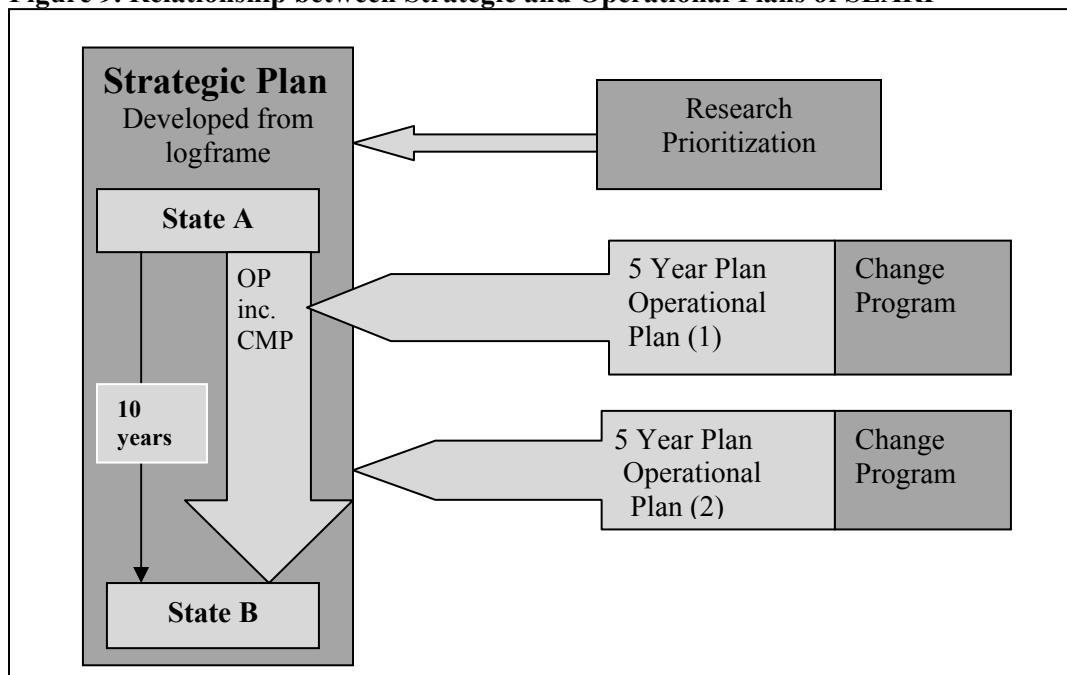 Figure 9. Relationship between Strategic and Operational Plans of
Strategic Plan
Developed from
logframe
Research
Prioritization
State A
OP
inc.
CMP
5 Year Plan
Operational
Plan (1)
Change
Program
10
years
5 Year Plan
Operational
Plan (2)
Change
Program
State B